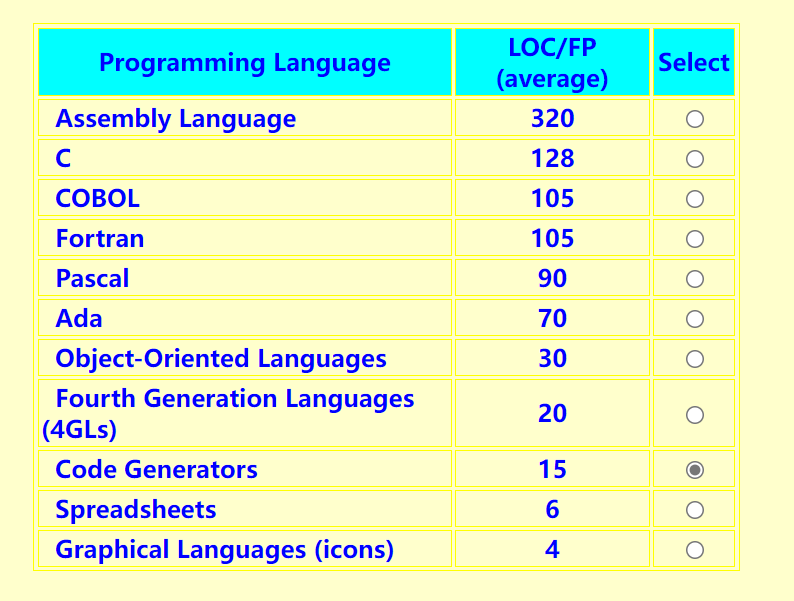 Programming Language LOC/FP (average) Select
Assembly Language 320
C 128
COBOL 105
Fortran 105
Pascal 90
Ada 70
Object-Oriented Languages 30
Fourth Generation Languages
(4GLs) 20
Code Generators 15
Spreadsheets 6
Graphical Languages (icons) 4